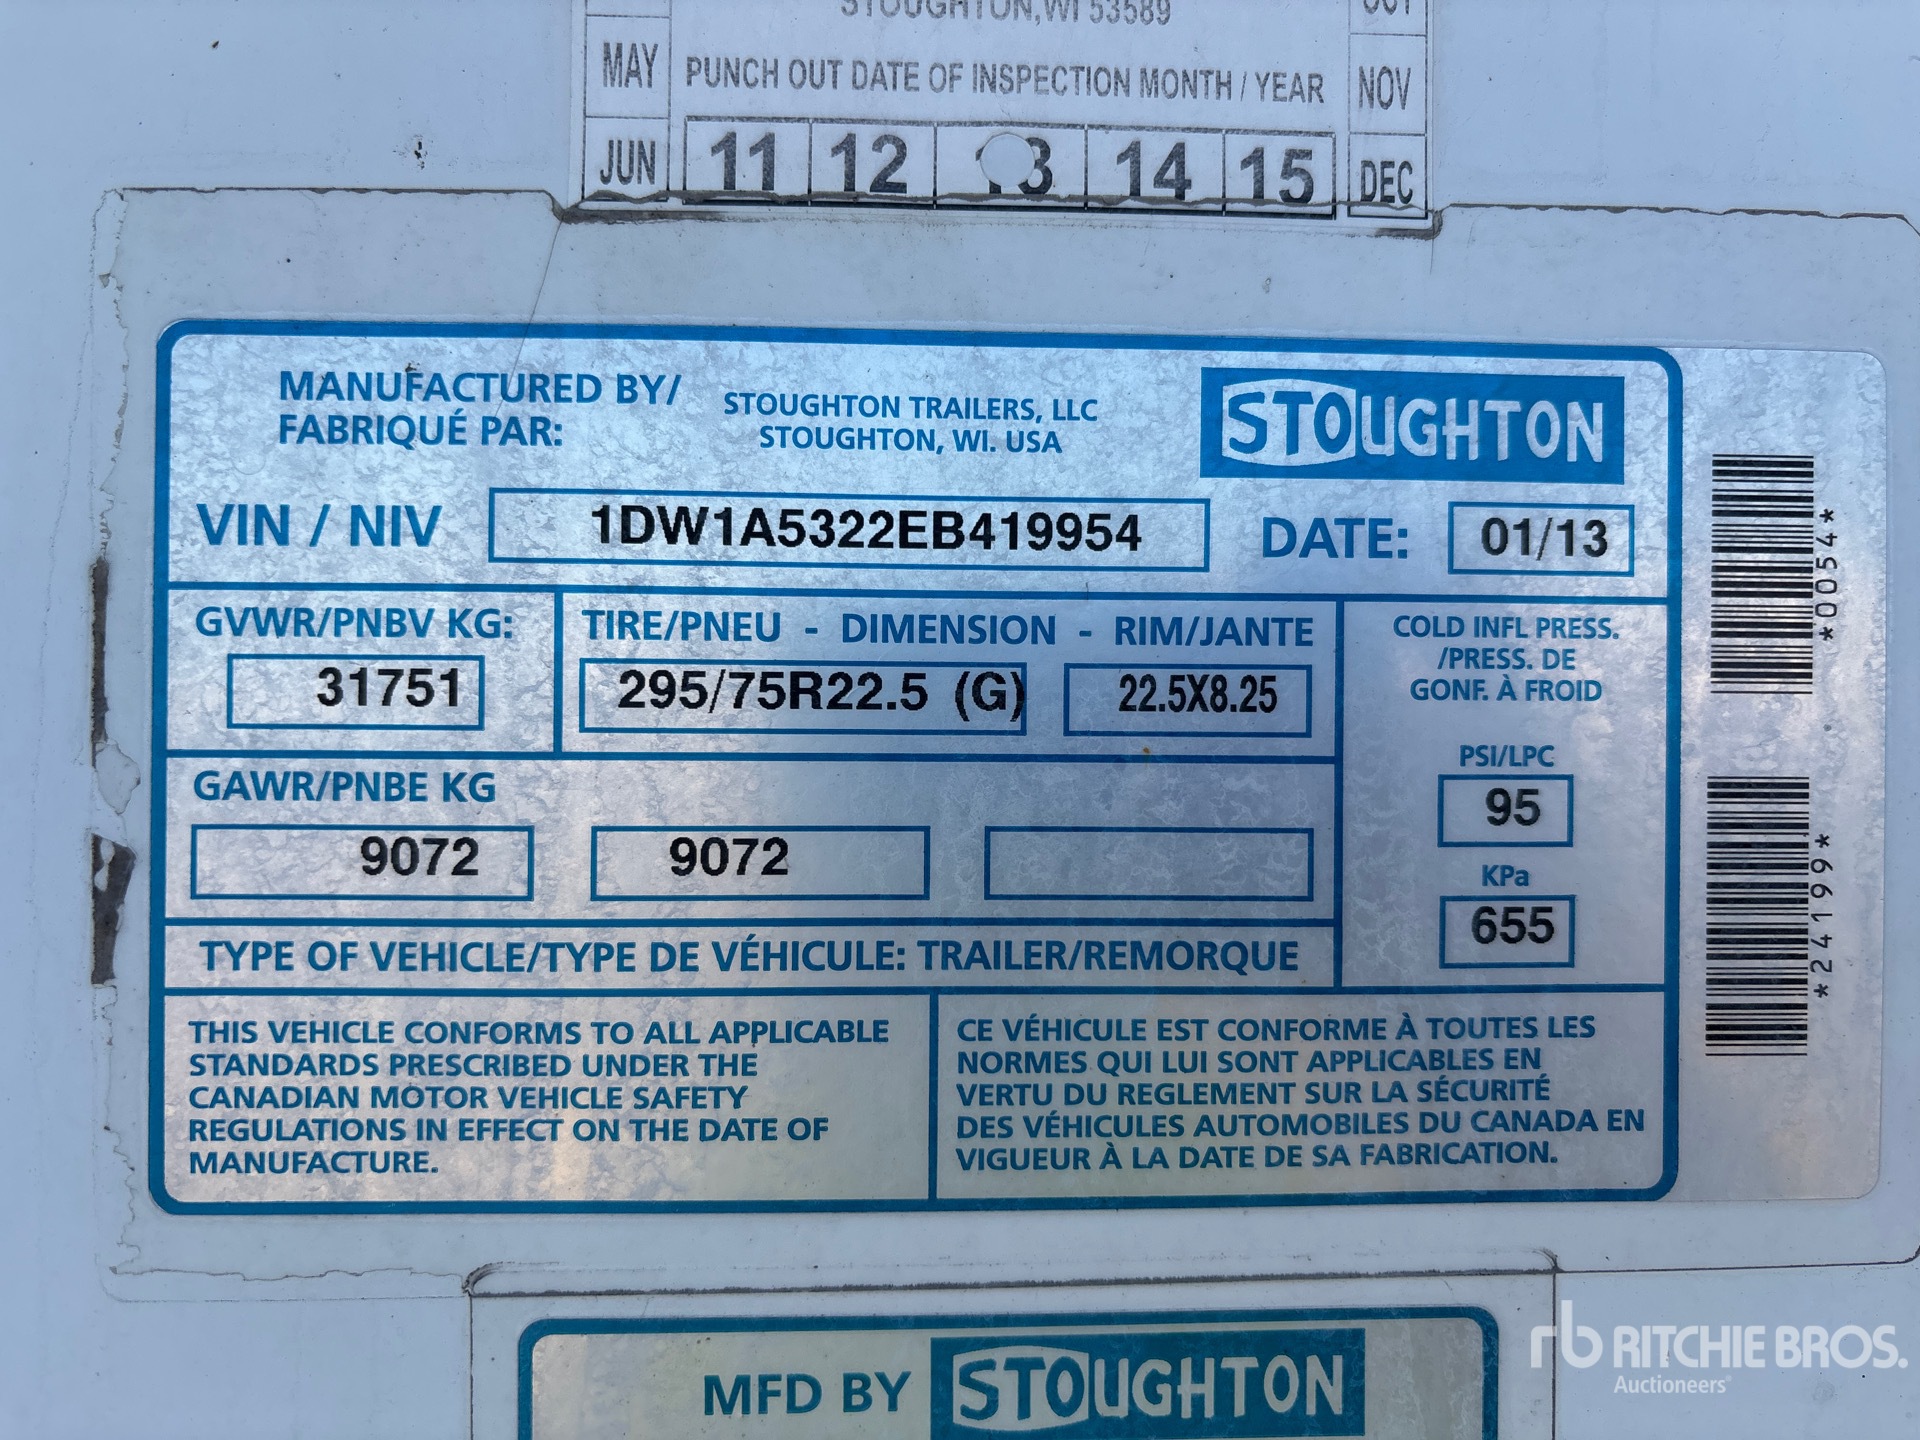 STOUGHTON, WI 53589
OCT
MAY
PUNCH OUT DATE OF INSPECTION MONTH / YEAR
NOV
JUN
11 12 13 14 15
DEC
MANUFACTURED BY/
FABRIQUÉ PAR:
STOUGHTON TRAILERS, LLC
STOUGHTON, WI. USA
STOUGHTON
VIN / NIV
1DW1A5322EB419954
DATE:
01/13
GVWR/PNBV KG:
31751
TIRE/PNEU - DIMENSION - RIM/JANTE
295/75R22.5 (G)
22.5X8.25
COLD INFL PRESS.
/PRESS. DE
GONF. À FROID
PSI/LPC
95
KPa
655
GAWR/PNBE KG
9072
9072
TYPE OF VEHICLE/TYPE DE VÉHICULE: TRAILER/REMORQUE
THIS VEHICLE CONFORMS TO ALL APPLICABLE
STANDARDS PRESCRIBED UNDER THE
CANADIAN MOTOR VEHICLE SAFETY
REGULATIONS IN EFFECT ON THE DATE OF
MANUFACTURE.
CE VÉHICULE EST CONFORME À TOUTES LES
NORMES QUI LUI SONT APPLICABLES EN
VERTU DU REGLEMENT SUR LA SÉCURITÉ
DES VÉHICULES AUTOMOBILES DU CANADA EN
VIGUEUR À LA DATE DE SA FABRICATION.
*00544*
*24199*
MFD BY
STOUGHTON
rb RITCHIE BROS.
Auctioneers